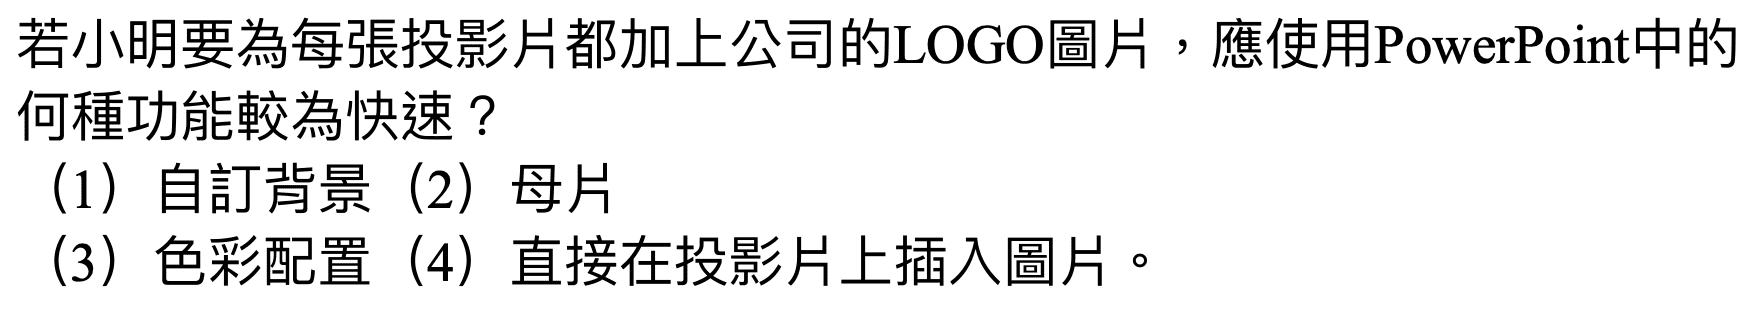 若小明要為每張投影片都加上公司的LOGO圖片，應使用PowerPoint中的
何種功能較為快速？
（1）自訂背景（2）母片
（3）色彩配置（4）直接在投影片上插入圖片。